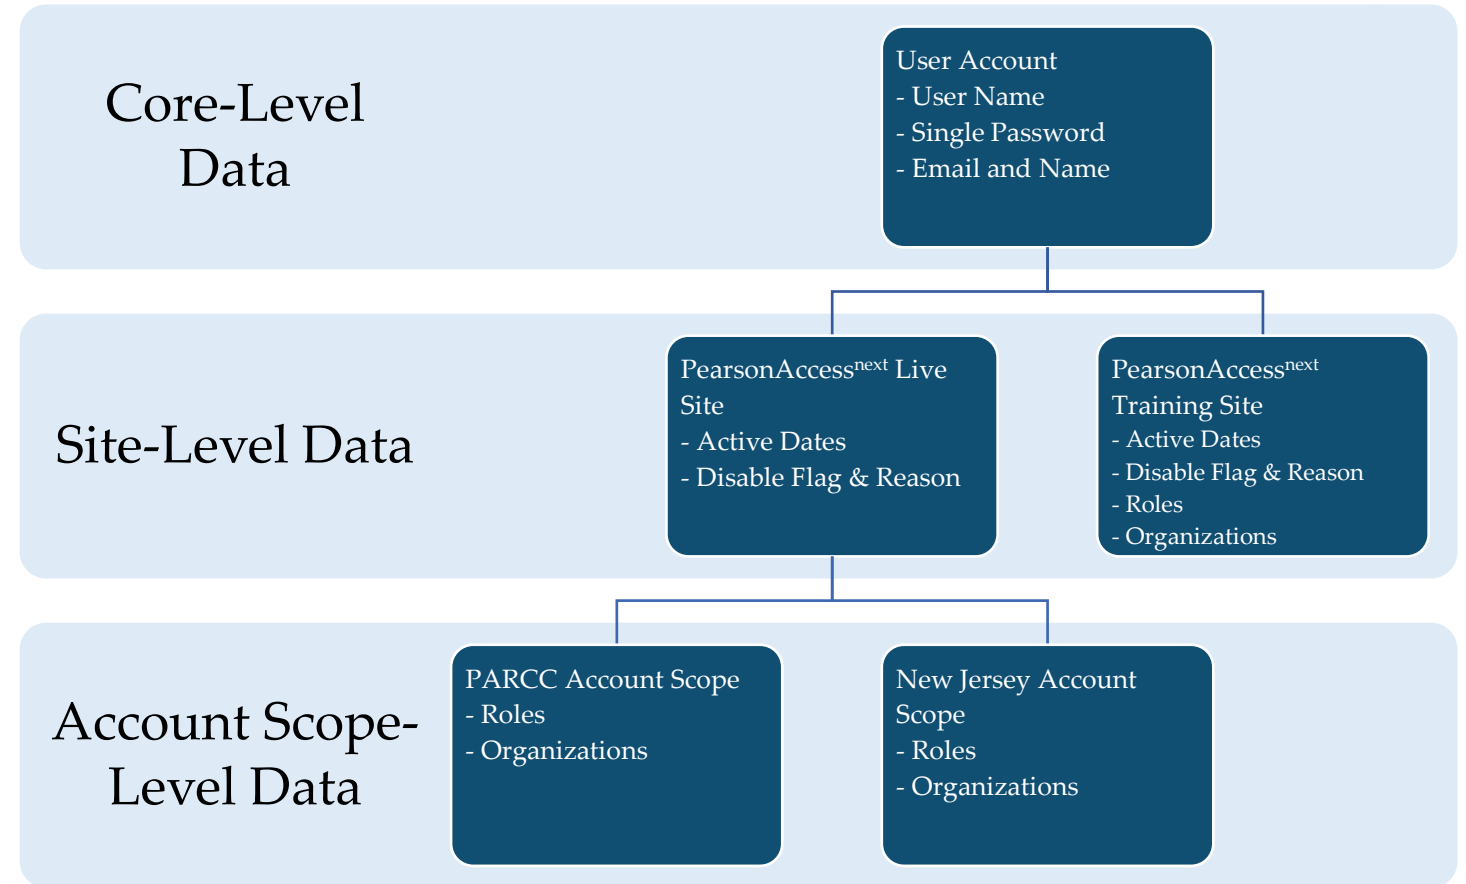 Core-Level
Data
User Account
- User Name
- Single Password
- Email and Name
Site-Level Data
PearsonAccessnext Live
Site
- Active Dates
- Disable Flag & Reason
PearsonAccessnext
Training Site
- Active Dates
- Disable Flag & Reason
- Roles
- Organizations
Account Scope-
Level Data
PARCC Account Scope
- Roles
- Organizations
New Jersey Account
Scope
- Roles
- Organizations